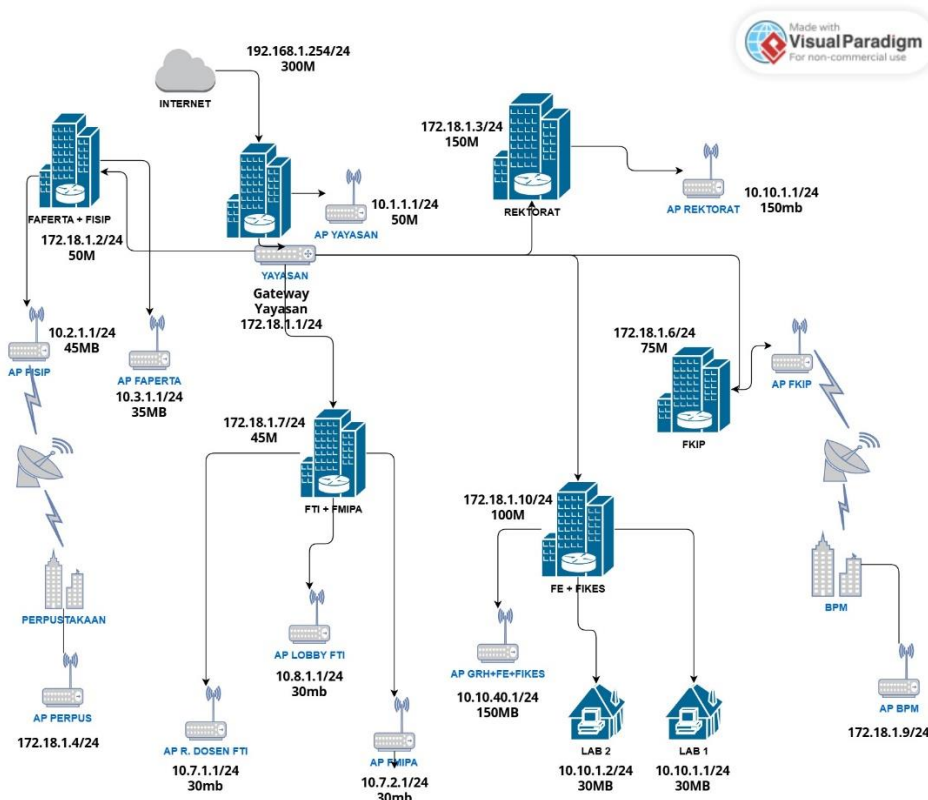 Made with
Visual Paradigm
For non-commercial use
192.168.1.254/24
300M
INTERNET
172.18.1.3/24
150M
REKTORAT
AP REKTORAT
10.10.1.1/24
150mb
FAFERTA + FISIP
172.18.1.2/24
50M
10.1.1.1/24
50M
AP YAYASAN
YAYASAN
Gateway
Yayasan
172.18.1.1/24
10.2.1.1/24
45MB
AP FISIP
AP FAPERTA
10.3.1.1/24
35MB
172.18.1.6/24
75M
FKIP
AP FKIP
172.18.1.7/24
45M
FTI + FMIPA
172.18.1.10/24
100M
FE + FIKES
PERPUSTAKAAN
BPM
AP LOBBY FTI
10.8.1.1/24
30mb
AP GRH+FE+FIKES
10.10.40.1/24
150MB
AP PERPUS
172.18.1.4/24
AP R. DOSEN FTI
10.7.1.1/24
30mb
AP FMIPA
10.7.2.1/24
30mb
LAB 2
10.10.1.2/24
30MB
LAB 1
10.10.1.1/24
30MB
AP BPM
172.18.1.9/24